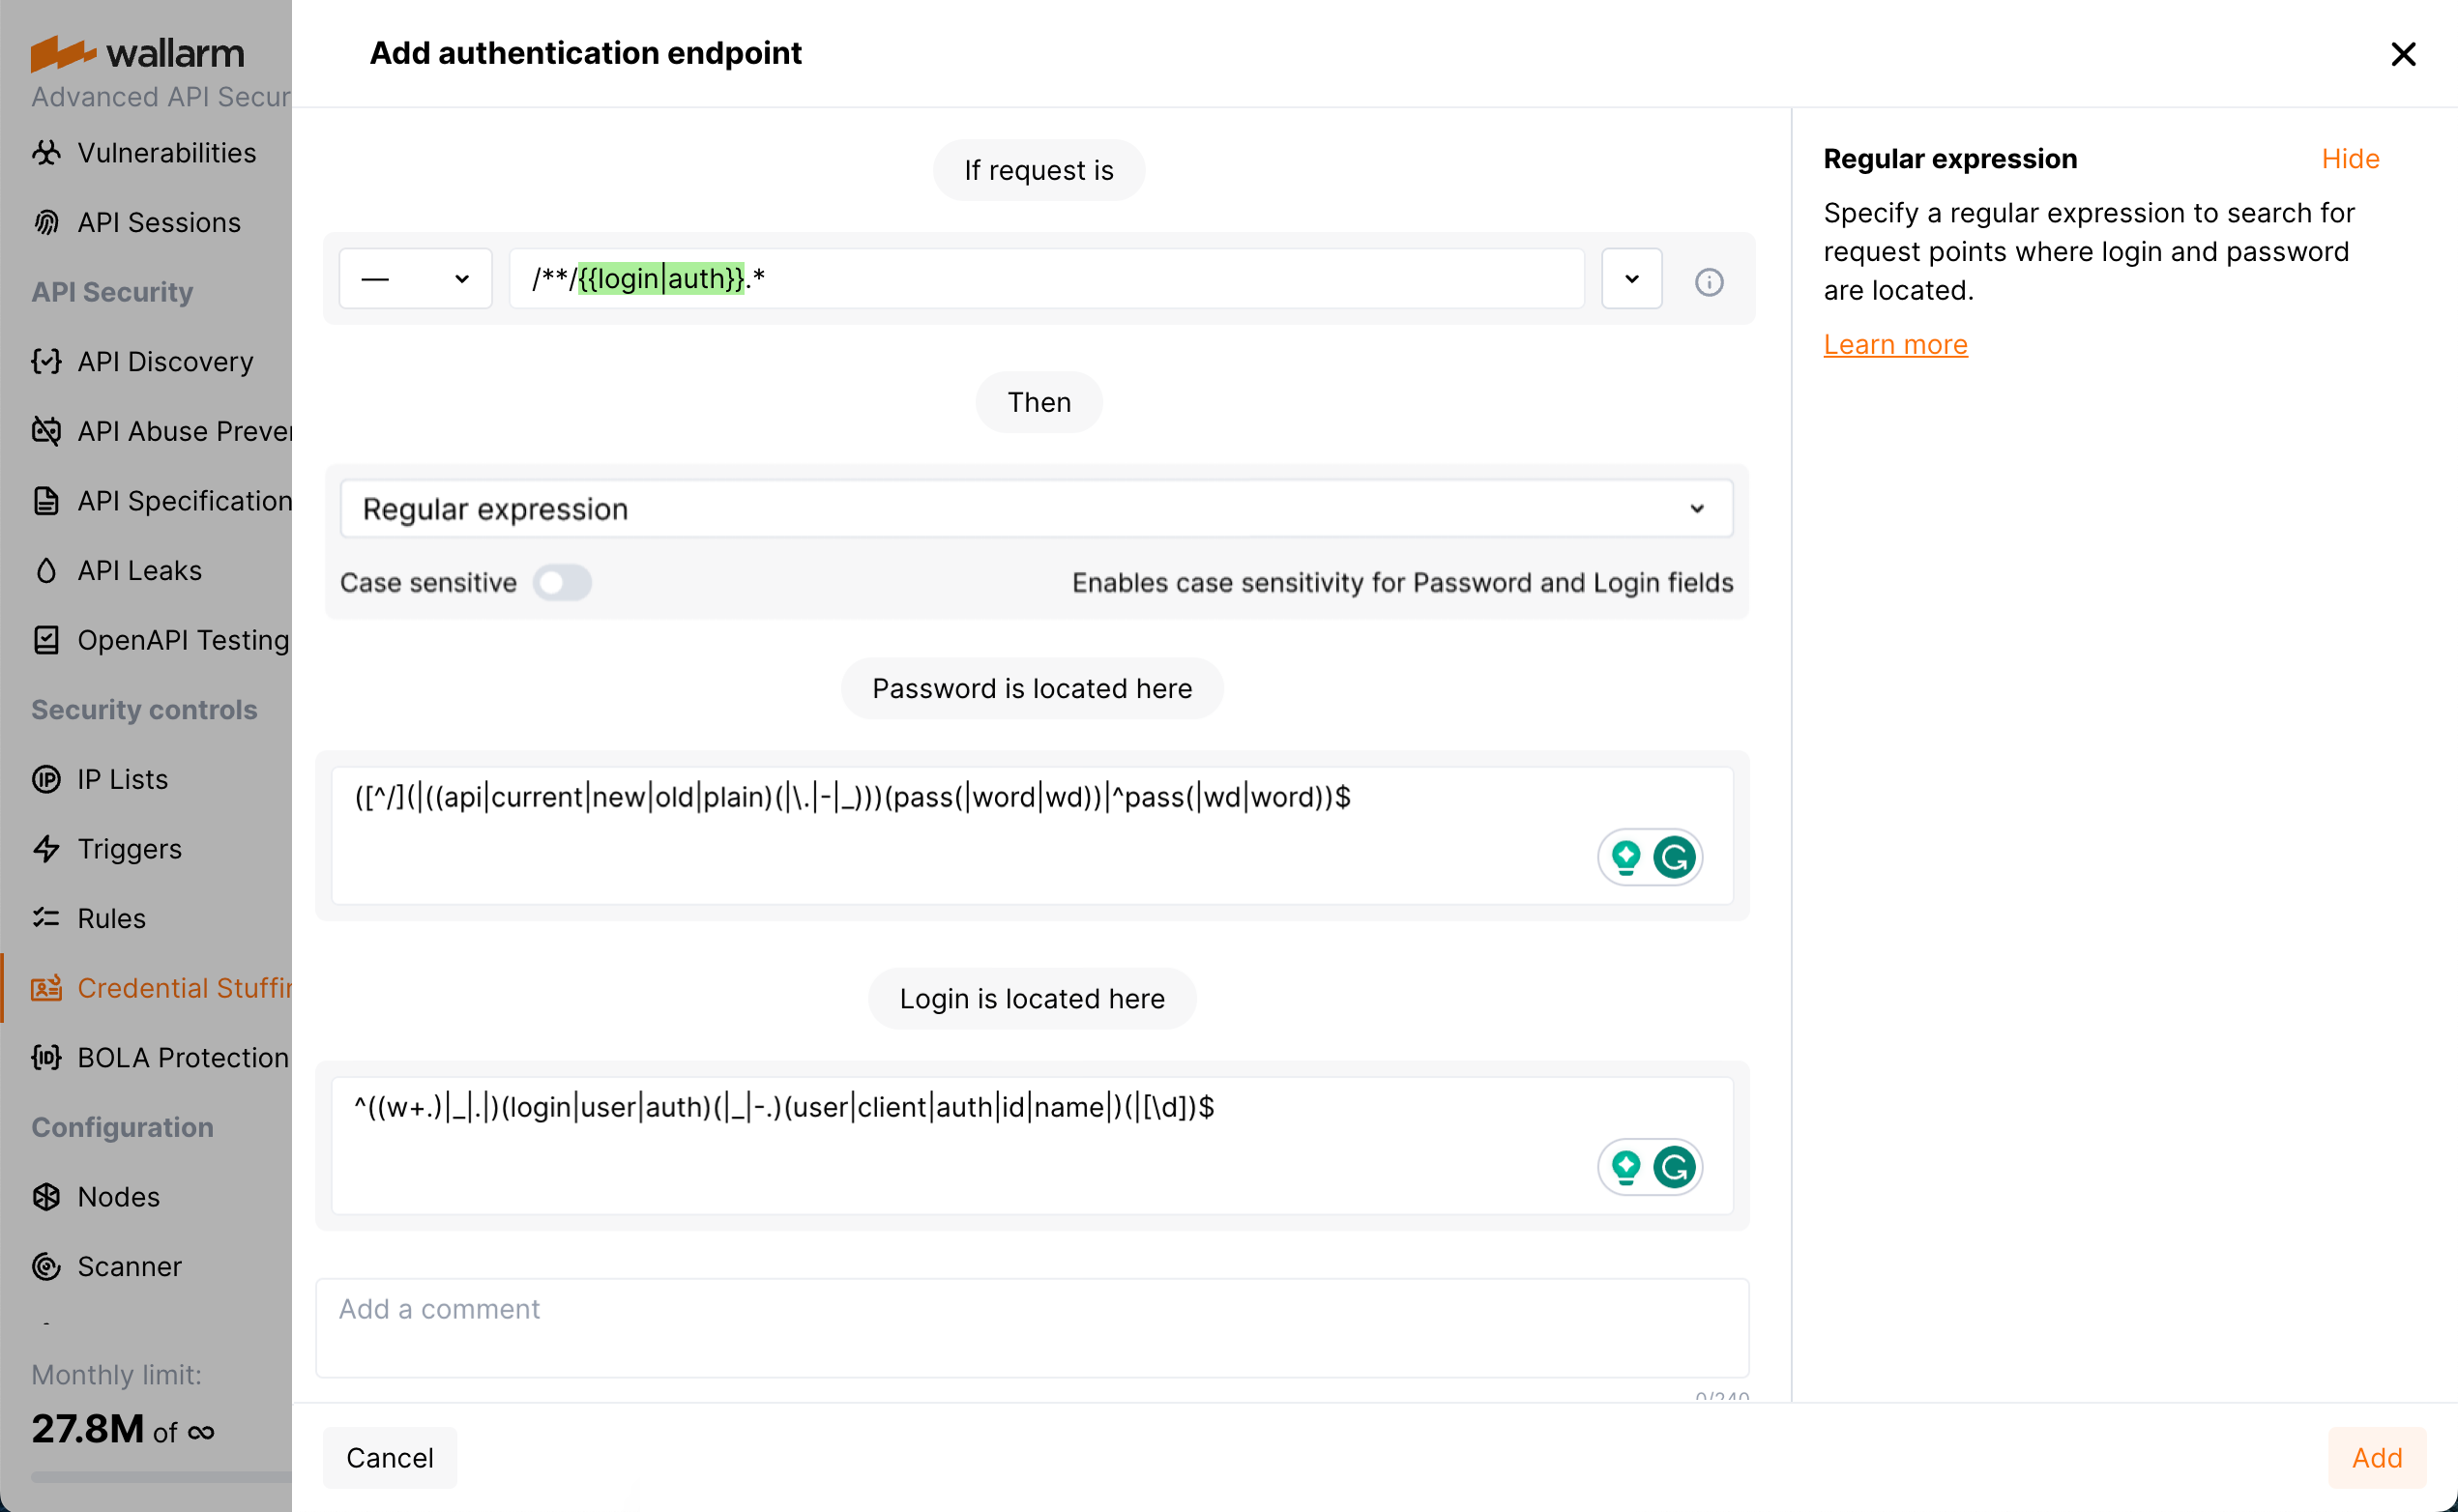 wallarm
Advanced API Secur
Vulnerabilities
API Sessions
API Security
API Discovery
API Abuse Preve
API Specification
API Leaks
OpenAPI Testing
Security controls
IP Lists
Triggers
Rules
Credential Stuffi
BOLA Protection
Configuration
Nodes
Scanner
Monthly limit:
27.8M of ∞
Add authentication endpoint
If request is
—
/**/{{login|auth}}.*
Then
Regular expression
Case sensitive
Enables case sensitivity for Password and Login fields
Password is located here
([^/](|((api|current|new|old|plain)(|\.|-|_)))(pass(|word|wd))|^pass(|wd|word))$
Login is located here
^((w+.)|_|.|)(login|user|auth)(|_|-.)(user|client|auth|id|name|)(|[\d])$
Add a comment
0/240
Cancel
Add
Regular expression
Hide
Specify a regular expression to search for
request points where login and password
are located.
Learn more